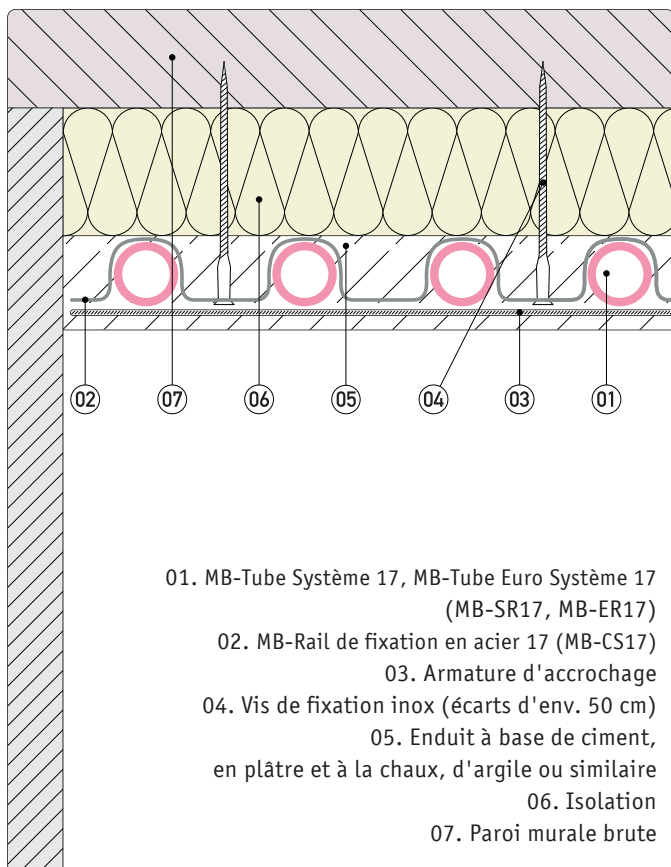 02 07 06 05 04 03 01
01. MB-Tube Système 17, MB-Tube Euro Système 17
(MB-SR17, MB-ER17)
02. MB-Rail de fixation en acier 17 (MB-CS17)
03. Armature d'accrochage
04. Vis de fixation inox (écarts d'env. 50 cm)
05. Enduit à base de ciment,
en plâtre et à la chaux, d'argile ou similaire
06. Isolation
07. Paroi murale brute